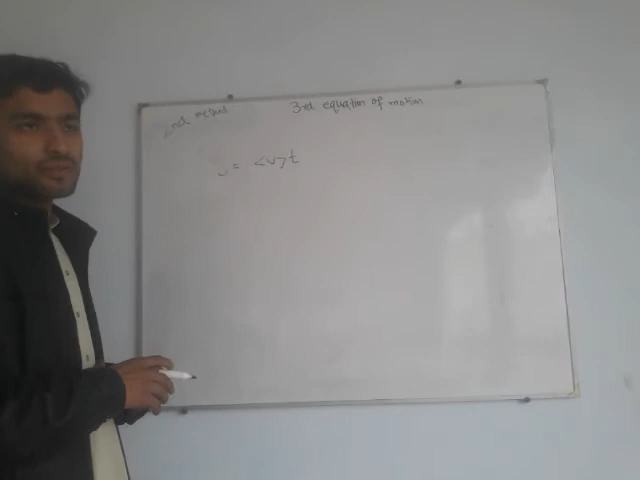 2nd method 3rd equation of motion
= <v> t